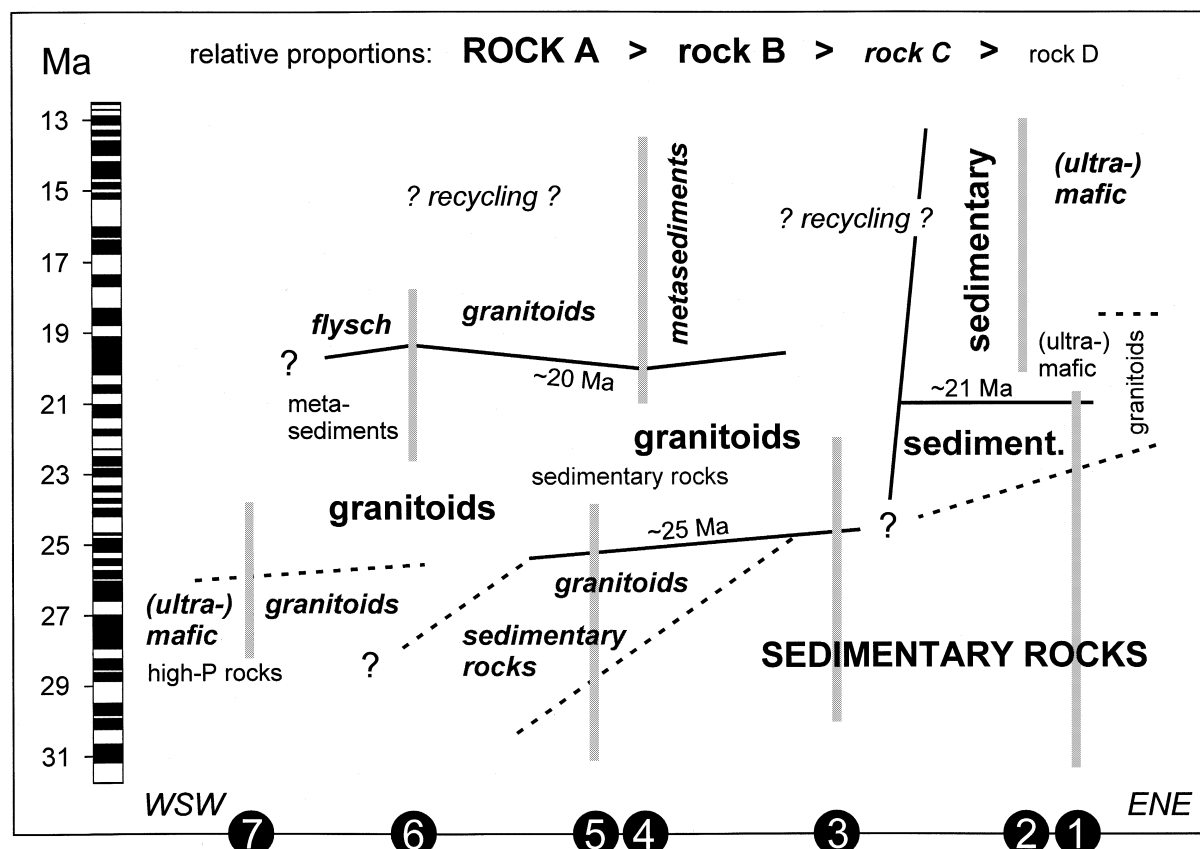 relative proportions: ROCK A > rock B > rock C > rock D
Ma
13
15
17
19
21
23
25
27
29
31
? recycling ?
metasediments
? recycling ?
sedimentary
(ultra-)
mafic
flysch
granitoids
?
~20 Ma
meta-
sediments
granitoids
sedimentary rocks
(ultra-)
mafic
granitoids
~21 Ma
sediment.
granitoids
~25 Ma
?
(ultra-)
mafic
granitoids
high-P rocks
?
granitoids
sedimentary
rocks
SEDIMENTARY ROCKS
WSW
ENE
7
6
5
4
3
2
1